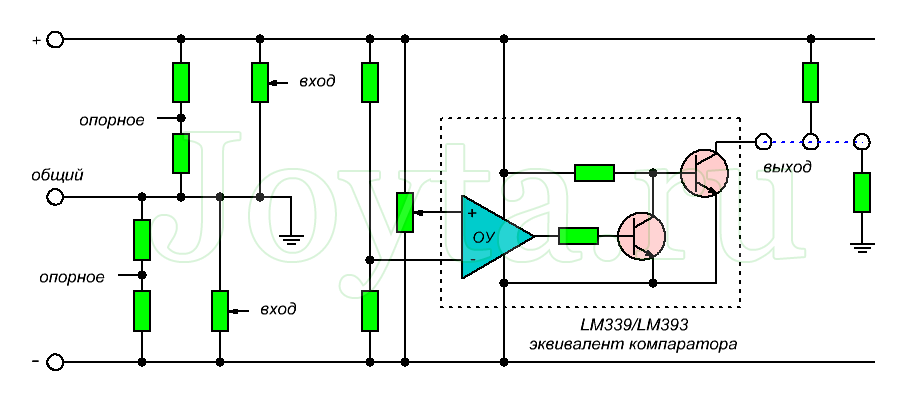 +
вход
опорное
общий
выход
+
ОУ
-
опорное
вход
LM339/LM393
эквивалент компаратора
-
Joyta.ru